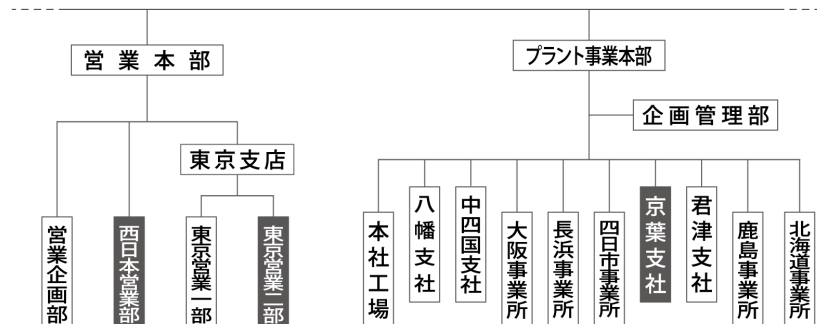 営業本部
プラント事業本部
企画管理部
東京支店
営業企画部
西日本営業部
東京営業一部
東京営業二部
本社工場
八幡支社
中四国支社
大阪事業所
長浜事業所
四日市事業所
京葉支社
君津支社
鹿島事業所
北海道事業所